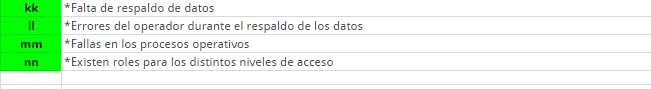 kk *Falta de respaldo de datos
ll *Errores del operador durante el respaldo de los datos
mm *Fallas en los procesos operativos
nn *Existen roles para los distintos niveles de acceso